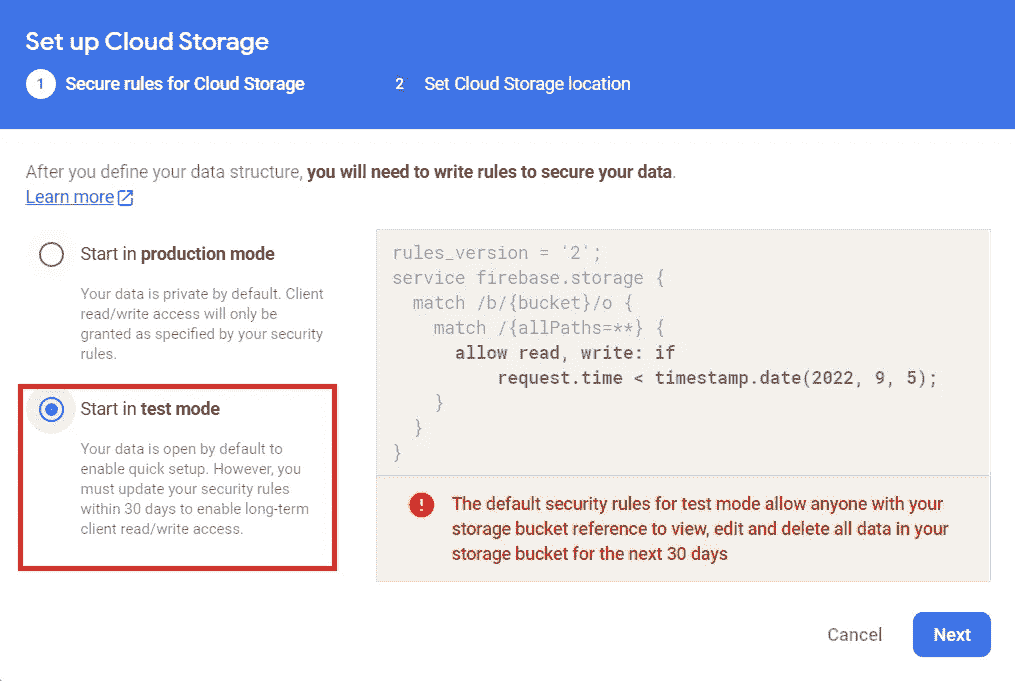 Set up Cloud Storage
1 Secure rules for Cloud Storage
2 Set Cloud Storage location
After you define your data structure, you will need to write rules to secure your data.
Learn more
Start in production mode
Your data is private by default. Client
read/write access will only be
granted as specified by your security
rules.
Start in test mode
Your data is open by default to
enable quick setup. However, you
must update your security rules
within 30 days to enable long-term
client read/write access.
rules_version = '2';
service firebase.storage {
match /b/{bucket}/o {
match /{allPaths=**} {
allow read, write: if
request.time < timestamp.date(2022, 9, 5);
}
}
}
! The default security rules for test mode allow anyone with your
storage bucket reference to view, edit and delete all data in your
storage bucket for the next 30 days
Cancel
Next